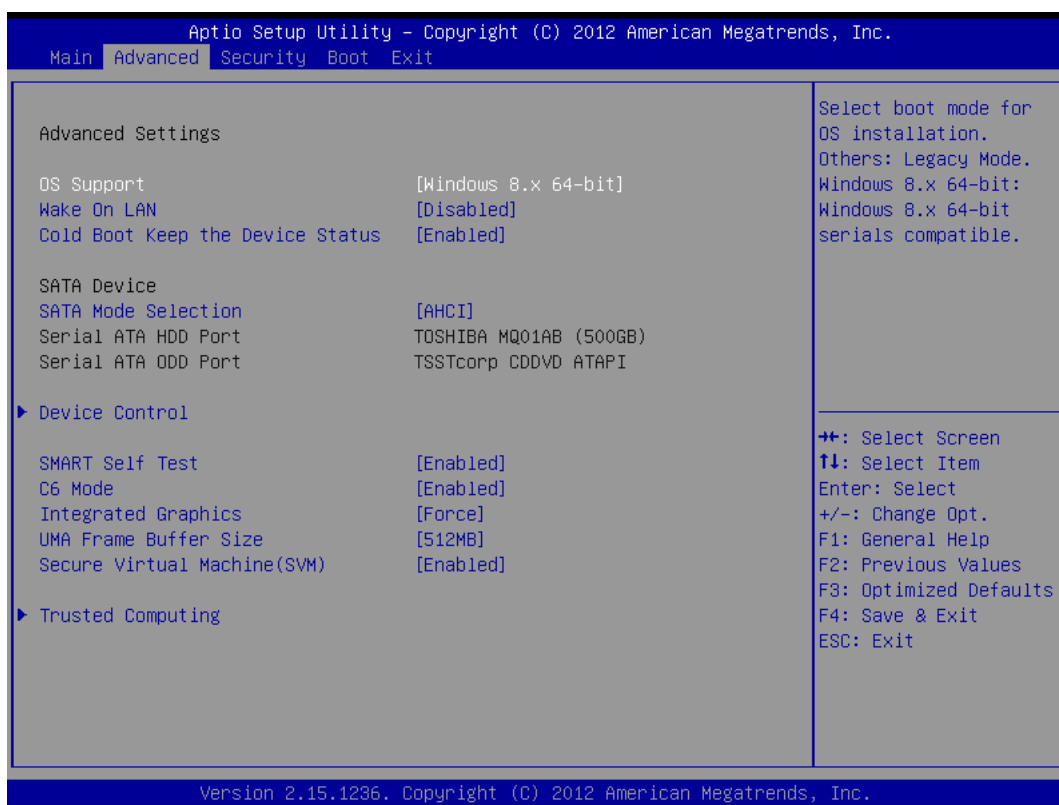 Aptio Setup Utility – Copyright (C) 2012 American Megatrends, Inc.
Main Advanced Security Boot Exit
Advanced Settings
OS Support [Windows 8.x 64-bit]
Wake On LAN [Disabled]
Cold Boot Keep the Device Status [Enabled]
SATA Device
SATA Mode Selection [AHCI]
Serial ATA HDD Port TOSHIBA MQ01AB (500GB)
Serial ATA ODD Port TSSTcorp CDDVD ATAPI
Device Control
SMART Self Test [Enabled]
C6 Mode [Enabled]
Integrated Graphics [Force]
UMA Frame Buffer Size [512MB]
Secure Virtual Machine(SVM) [Enabled]
Trusted Computing
Select boot mode for
OS installation.
Others: Legacy Mode.
Windows 8.x 64-bit:
Windows 8.x 64-bit
serials compatible.
→←: Select Screen
↑↓: Select Item
Enter: Select
+/-: Change Opt.
F1: General Help
F2: Previous Values
F3: Optimized Defaults
F4: Save & Exit
ESC: Exit
Version 2.15.1236. Copyright (C) 2012 American Megatrends, Inc.